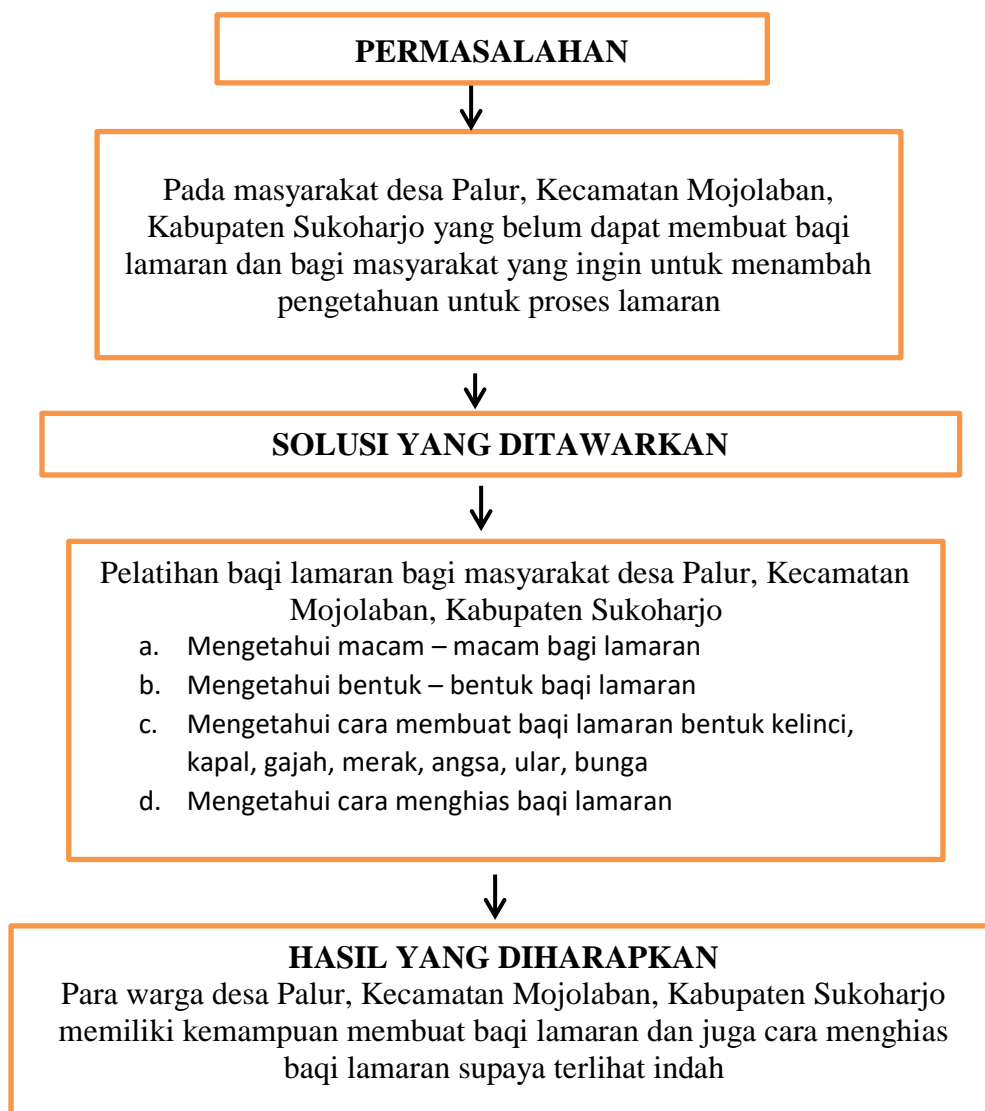 PERMASALAHAN
Pada masyarakat desa Palur, Kecamatan Mojolaban,
Kabupaten Sukoharjo yang belum dapat membuat baqi
lamaran dan bagi masyarakat yang ingin untuk menambah
pengetahuan untuk proses lamaran
SOLUSI YANG DITAWARKAN
Pelatihan baqi lamaran bagi masyarakat desa Palur, Kecamatan
Mojolaban, Kabupaten Sukoharjo
a. Mengetahui macam – macam bagi lamaran
b. Mengetahui bentuk – bentuk baqi lamaran
c. Mengetahui cara membuat baqi lamaran bentuk kelinci,
kapal, gajah, merak, angsa, ular, bunga
d. Mengetahui cara menghias baqi lamaran
HASIL YANG DIHARAPKAN
Para warga desa Palur, Kecamatan Mojolaban, Kabupaten Sukoharjo
memiliki kemampuan membuat baqi lamaran dan juga cara menghias
baqi lamaran supaya terlihat indah